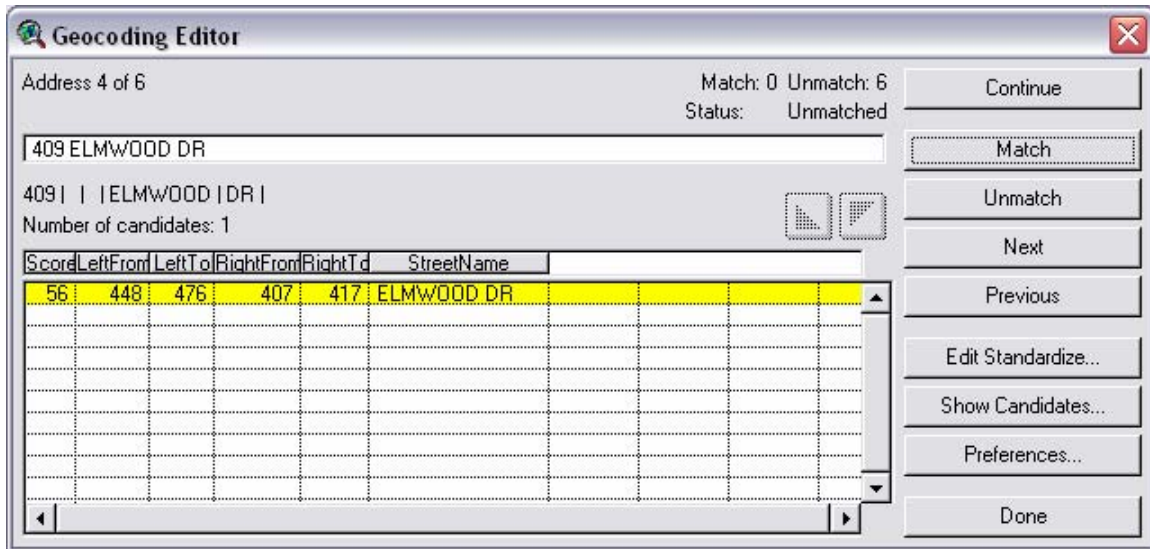 Geocoding Editor
Address 4 of 6
Match: 0 Unmatch: 6
Status: Unmatched
409 ELMWOOD DR
409 | | | ELMWOOD | DR |
Number of candidates: 1
Score LeftFrom LeftTo RightFrom RightTo StreetName
56 448 476 407 417 ELMWOOD DR
Continue
Match
Unmatch
Next
Previous
Edit Standardize...
Show Candidates...
Preferences...
Done